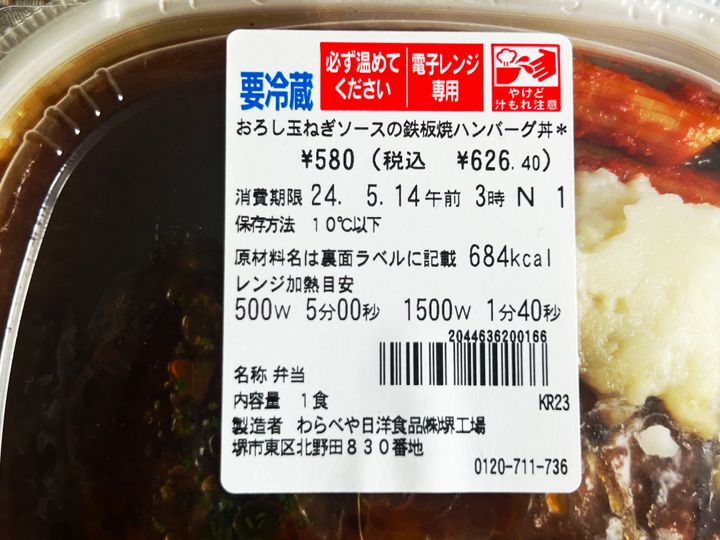 要冷蔵
必ず温めて
ください
電子レンジ
専用
やけど
汁もれ注意
おろし玉ねぎソースの鉄板焼ハンバーグ丼*
¥580(税込 ¥626.40)
消費期限 24. 5.14午前 3時 N 1
保存方法 10℃以下
原材料名は裏面ラベルに記載 684kcal
レンジ加熱目安
500W 5分00秒 1500W 1分40秒
2044636200166
名称 弁当
内容量 1食
KR23
製造者 わらべや日洋食品㈱堺工場
堺市東区北野田830番地
0120-711-736